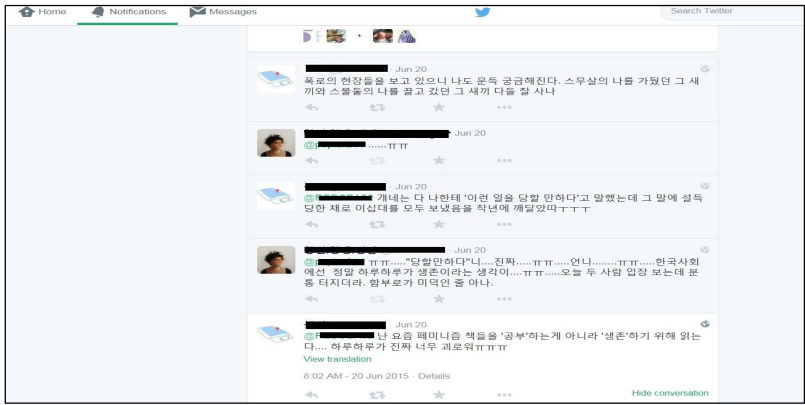 Home Notifications Messages Search Twitter
Jun 20
폭로의 현장들을 보고 있으니 나도 문득 궁금해진다. 스무살의 나를 가뒀던 그 새
끼와 스물둘의 나를 끌고 갔던 그 새끼 다들 잘 사나
Jun 20
......ㅠㅠ
Jun 20
걔네는 다 나한테 '이런 일을 당할 만하다'고 말했는데 그 말에 설득
당한 채로 이십대를 모두 보냈음을 작년에 깨달았따ㅜㅜㅜ
Jun 20
ㅠㅠ....."당할만하다"니....진짜.....ㅠㅠ.....언니........ㅠㅠ.....한국사회
에선 정말 하루하루가 생존이라는 생각이....ㅠㅠ.....오늘 두 사람 입장 보는데 분
통 터지더라. 함부로가 미덕인 줄 아나.
Jun 20
난 요즘 페미니즘 책들을 '공부'하는게 아니라 '생존'하기 위해 읽는
다.... 하루하루가 진짜 너무 괴로워ㅠㅠㅠ
View translation
8:02 AM - 20 Jun 2015 · Details
Hide conversation